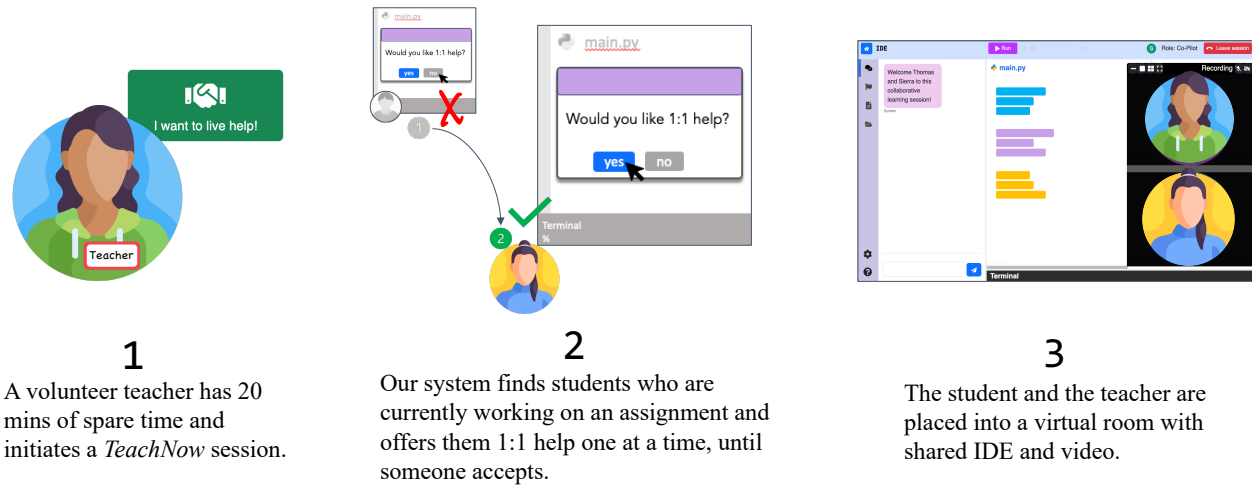 I want to live help!
Teacher
1
A volunteer teacher has 20
mins of spare time and
initiates a TeachNow session.
main.py
Would you like 1:1 help?
yes no
1
main.py
Would you like 1:1 help?
yes no
Terminal
%
2
2
Our system finds students who are
currently working on an assignment and
offers them 1:1 help one at a time, until
someone accepts.
IDE
Run
S Role: Co-Pilot
Leave session
Welcome Thomas
and Sierra to this
collaborative
learning session!
System
main.py
Recording
Terminal
3
The student and the teacher are
placed into a virtual room with
shared IDE and video.